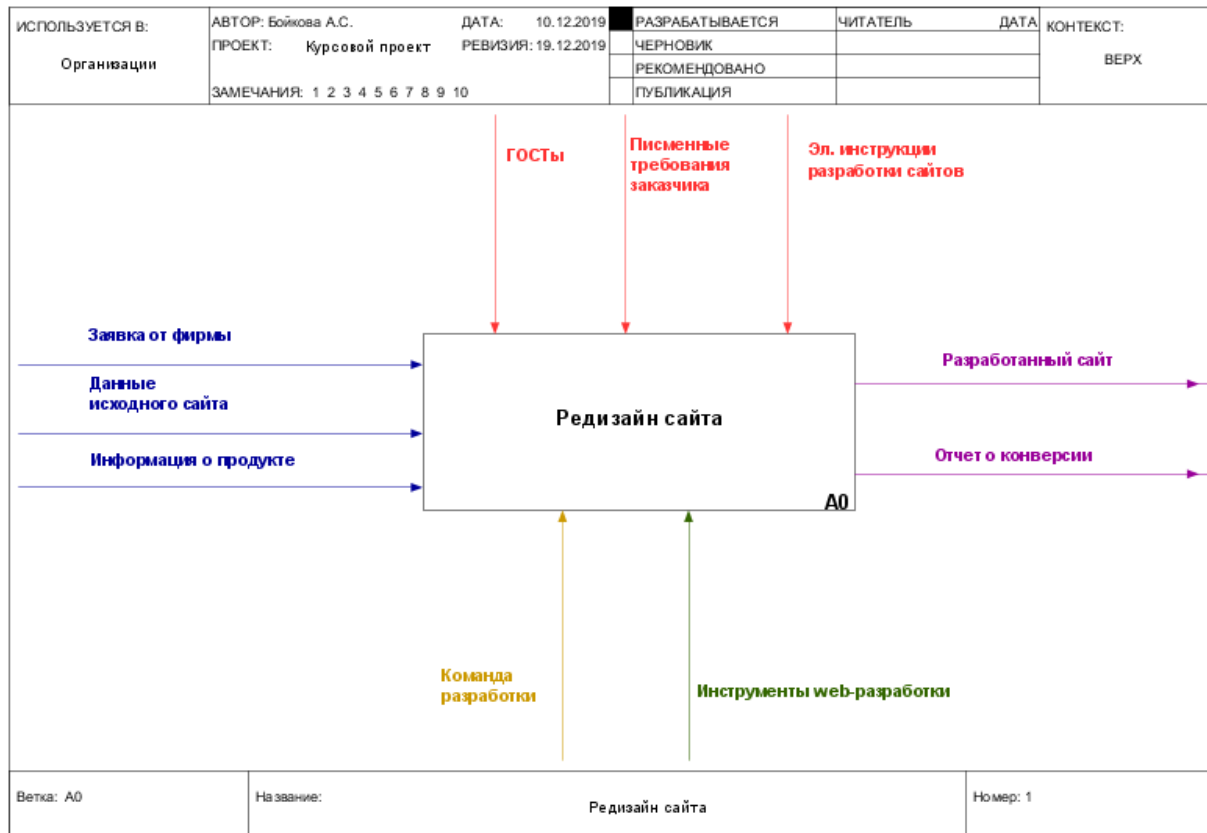 ИСПОЛЬЗУЕТСЯ В:
Организации
АВТОР: Бойкова А.С.
ДАТА: 10.12.2019
ПРОЕКТ: Курсовой проект
РЕВИЗИЯ: 19.12.2019
ЗАМЕЧАНИЯ: 1 2 3 4 5 6 7 8 9 10
РАЗРАБАТЫВАЕТСЯ
ЧЕРНОВИК
РЕКОМЕНДОВАНО
ПУБЛИКАЦИЯ
ЧИТАТЕЛЬ ДАТА
КОНТЕКСТ:
ВЕРХ
ГОСТы
Писменные
требования
заказчика
Эл. инструкции
разработки сайтов
Заявка от фирмы
Данные
исходного сайта
Информация о продукте
Редизайн сайта
A0
Разработанный сайт
Отчет о конверсии
Команда
разработки
Инструменты web-разработки
Ветка: A0
Название:
Редизайн сайта
Номер: 1